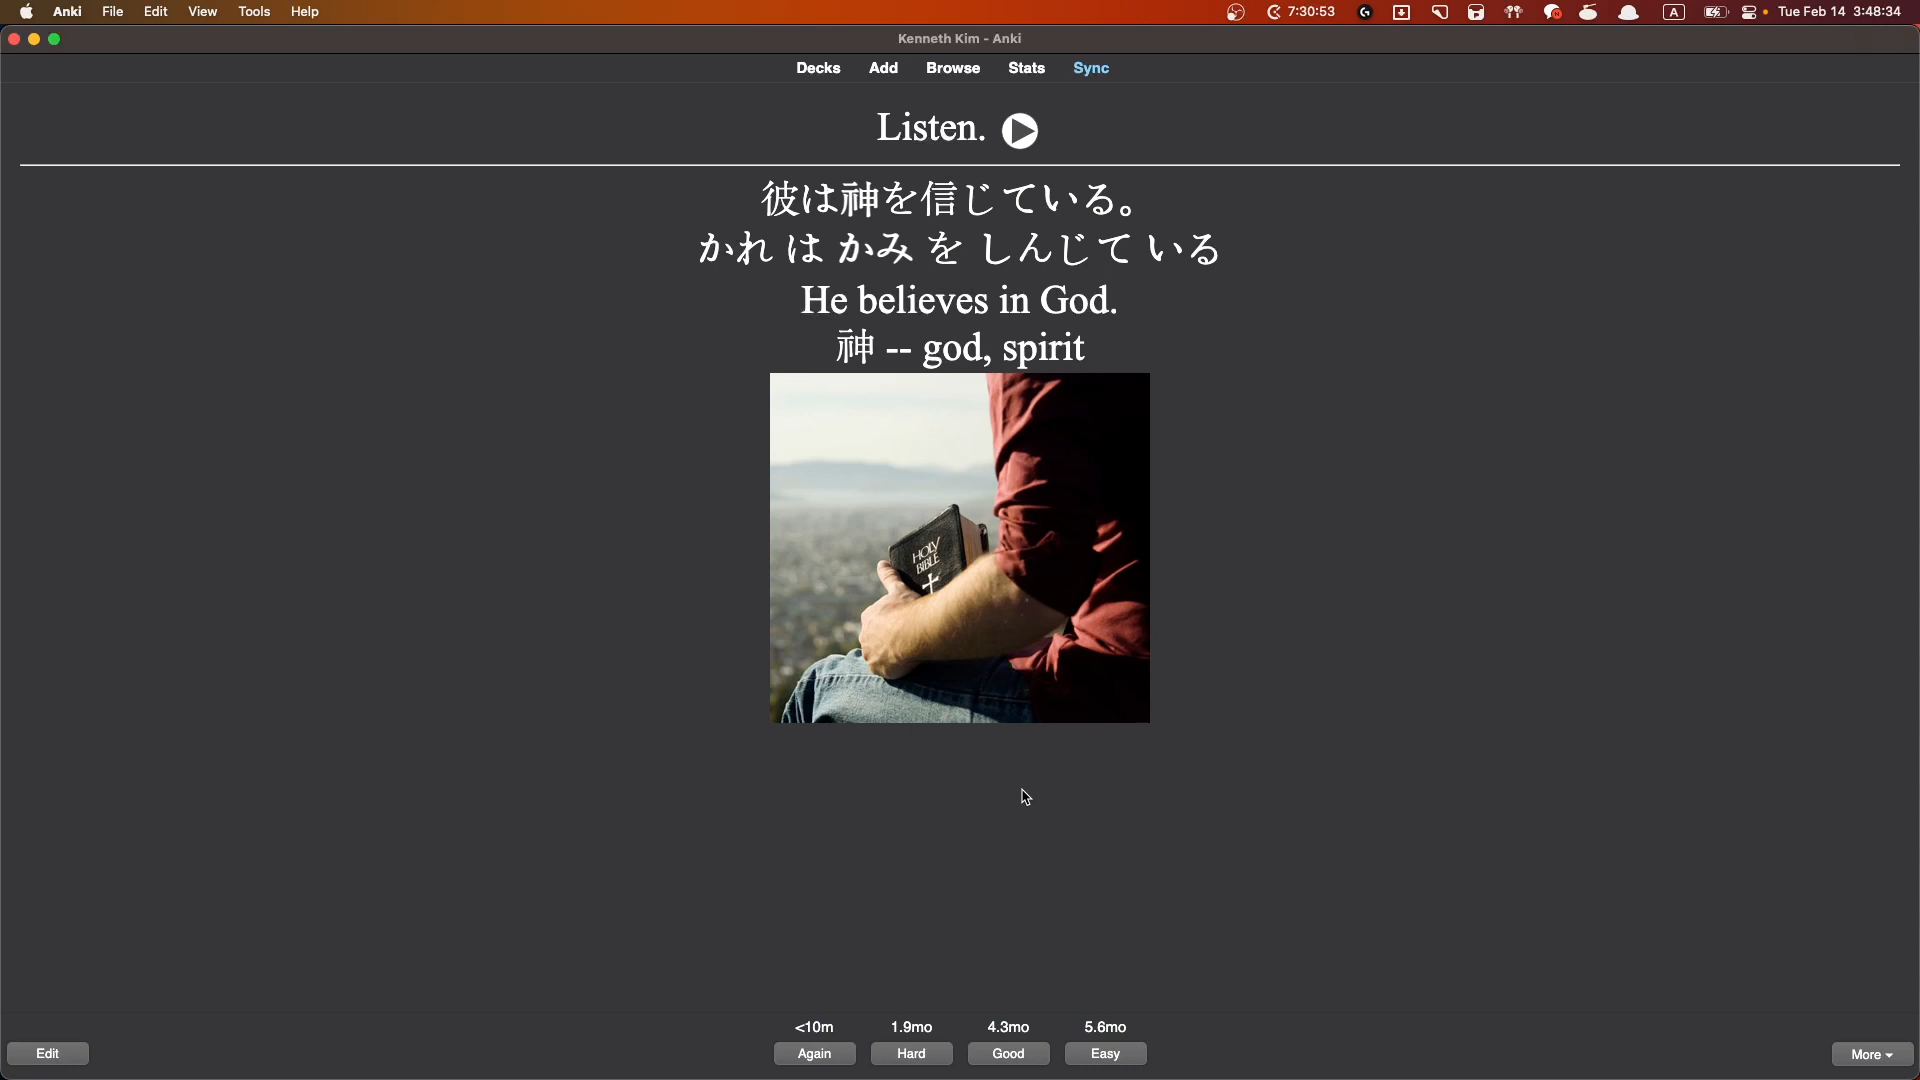 Anki File Edit View Tools Help 7:30:53 A Tue Feb 14 3:48:34
Kenneth Kim - Anki
Decks Add Browse Stats Sync
Listen.
彼は神を信じている。
かれ は かみ を しんじて いる
He believes in God.
神 -- god, spirit
HOLY
BIBLE
<10m 1.9mo 4.3mo 5.6mo
Edit Again Hard Good Easy More